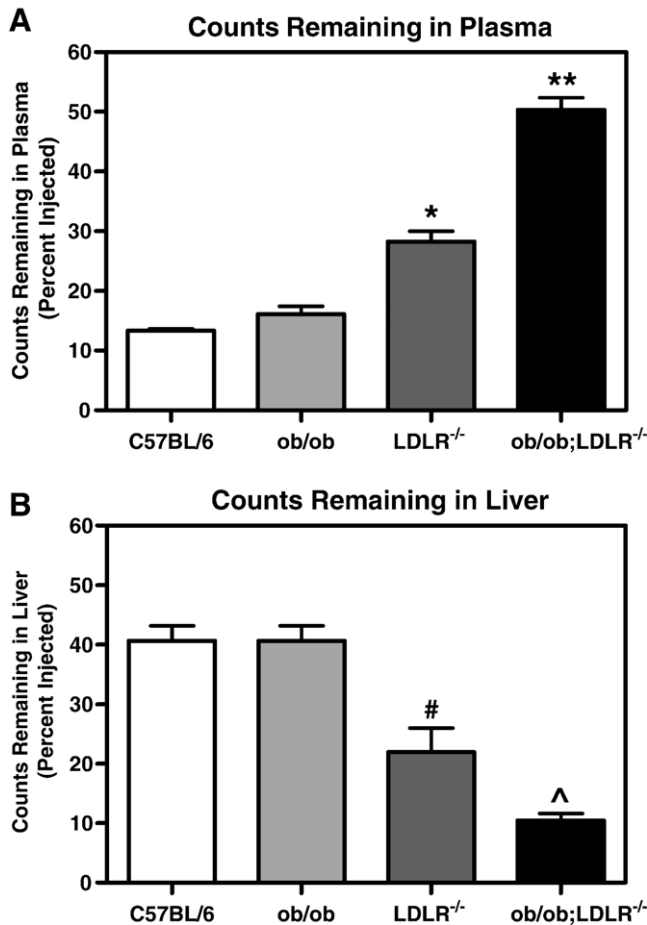 A
Counts Remaining in Plasma
Counts Remaining in Plasma
(Percent Injected)
60
50
40
30
20
10
0
*
**
C57BL/6 ob/ob LDLR-/- ob/ob;LDLR-/-
B
Counts Remaining in Liver
Counts Remaining in Liver
(Percent Injected)
60
50
40
30
20
10
0
#
^
C57BL/6 ob/ob LDLR-/- ob/ob;LDLR-/-